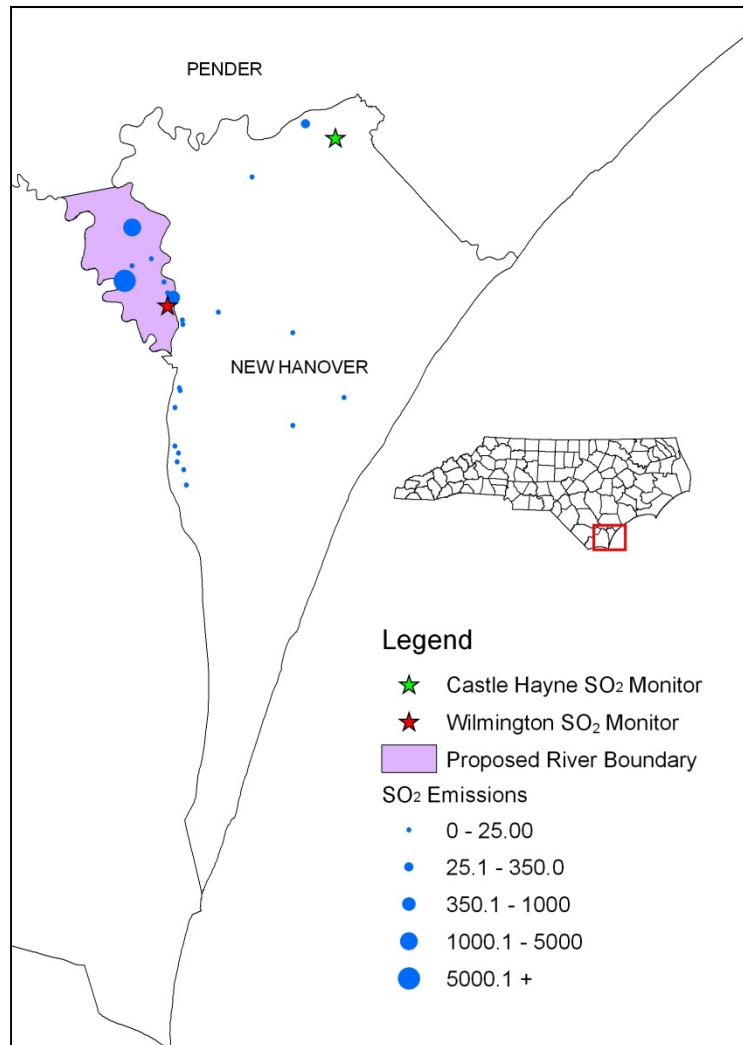 PENDER
NEW HANOVER
Legend
Castle Hayne SO₂ Monitor
Wilmington SO₂ Monitor
Proposed River Boundary
SO₂ Emissions
0 - 25.00
25.1 - 350.0
350.1 - 1000
1000.1 - 5000
5000.1 +